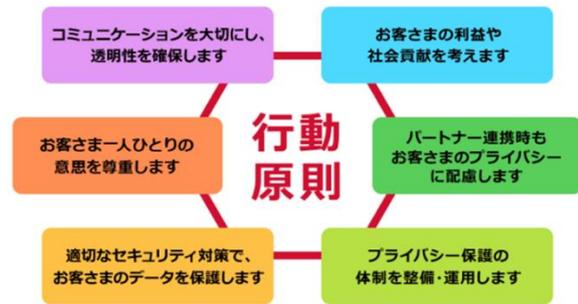 コミュニケーションを大切にし、
透明性を確保します
お客さまの利益や
社会貢献を考えます
お客さま一人ひとりの
意思を尊重します
行動
原則
パートナー連携時も
お客さまのプライバシー
に配慮します
適切なセキュリティ対策で、
お客さまのデータを保護します
プライバシー保護の
体制を整備・運用します